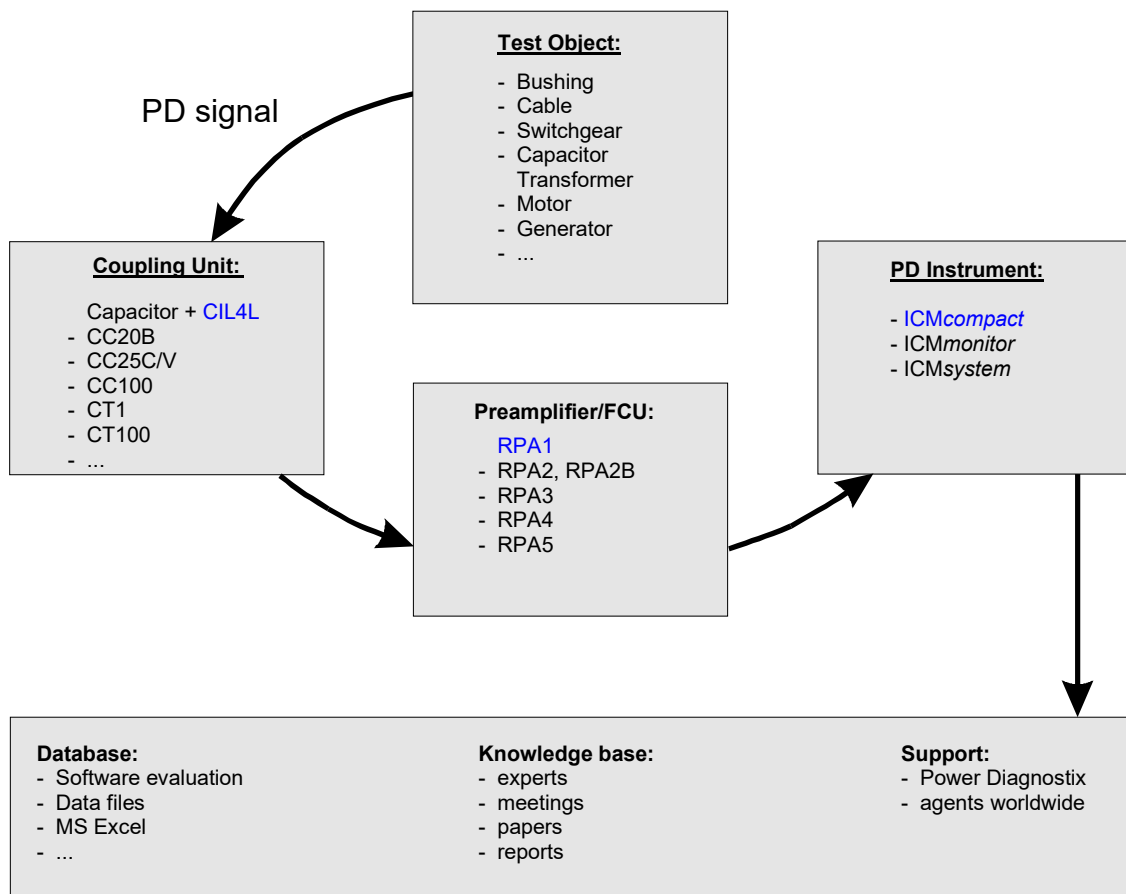 Test Object:
- Bushing
- Cable
- Switchgear
- Capacitor
Transformer
- Motor
- Generator
- ...
PD signal
Coupling Unit:
Capacitor + CIL4L
- CC20B
- CC25C/V
- CC100
- CT1
- CT100
- ...
Preamplifier/FCU:
RPA1
- RPA2, RPA2B
- RPA3
- RPA4
- RPA5
PD Instrument:
- ICMcompact
- ICMmonitor
- ICMsystem
Database:
- Software evaluation
- Data files
- MS Excel
- ...
Knowledge base:
- experts
- meetings
- papers
- reports
Support:
- Power Diagnostix
- agents worldwide